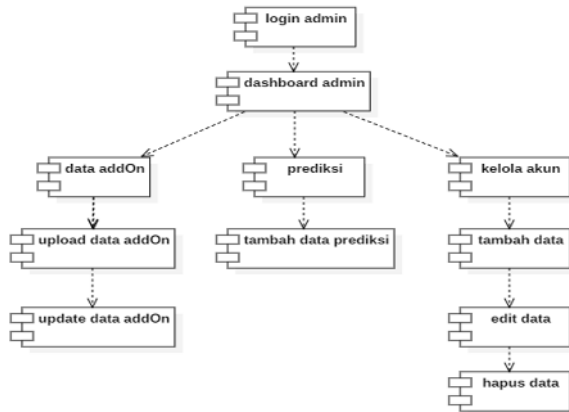 login admin
dashboard admin
data addOn
prediksi
kelola akun
upload data addOn
tambah data prediksi
tambah data
update data addOn
edit data
hapus data